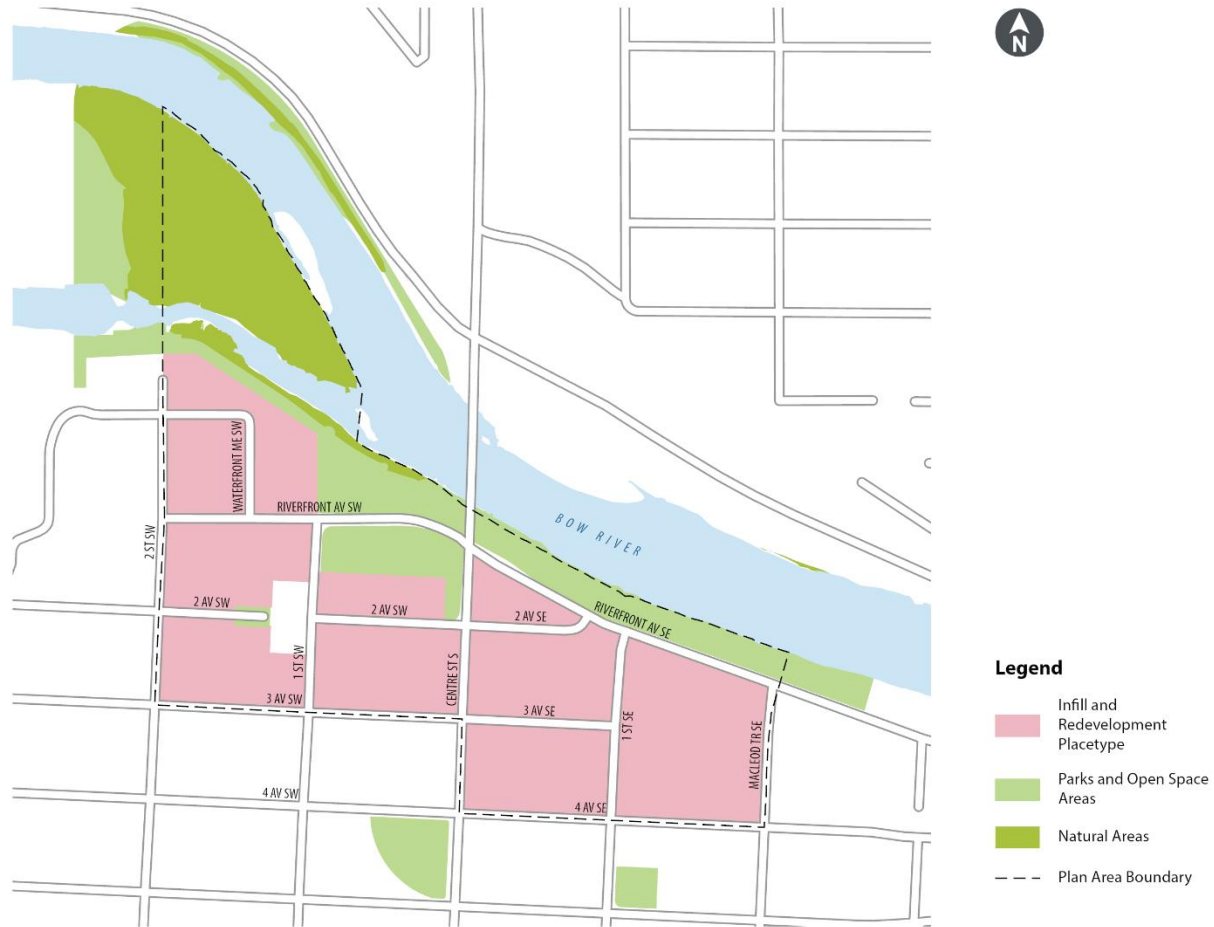 N
WATERFRONT ME SW
RIVERFRONT AV SW
BOW RIVER
2 ST SW
2 AV SW
2 AV SW
2 AV SE
RIVERFRONT AV SE
1 ST SW
CENTRE ST S
3 AV SW
3 AV SE
1 ST SE
MACLEOD TR SE
4 AV SW
4 AV SE
Legend
Infill and
Redevelopment
Placetype
Parks and Open Space
Areas
Natural Areas
Plan Area Boundary